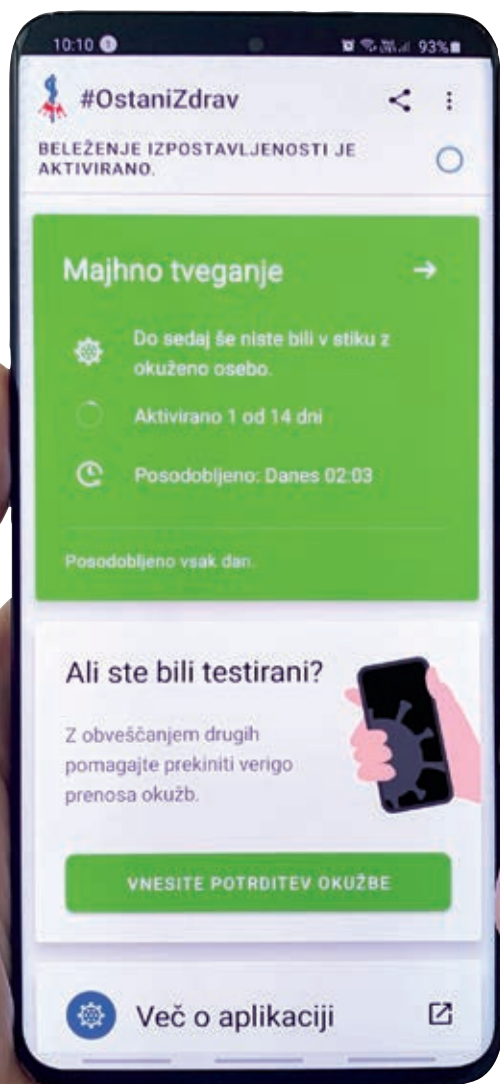 10:10
93%
#OstaniZdrav
BELEŽENJE IZPOSTAVLJENOSTI JE
AKTIVIRANO.
Majhno tveganje
Do sedaj še niste bili v stiku z
okuženo osebo.
Aktivirano 1 od 14 dni
Posodobljeno: Danes 02:03
Posodobljeno vsak dan.
Ali ste bili testirani?
Z obveščanjem drugih
pomagajte prekiniti verigo
prenosa okužb.
VNESITE POTRDITEV OKUŽBE
Več o aplikaciji